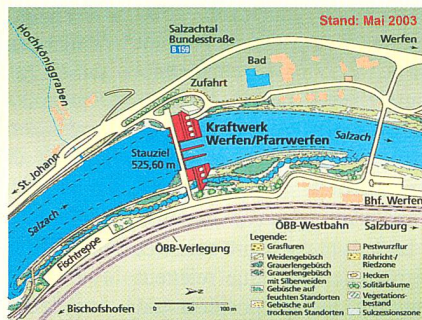 Stand: Mai 2003
Salzachtal
Bundesstraße
B 159
Werfen
Hochköniggraben
Bad
Zufahrt
Kraftwerk
Werfen/Pfarrwerfen
Salzach
Stauziel
525,60 m
St. Johann
Salzach
Bhf. Werfen
Fischtreppe
ÖBB-Verlegung
ÖBB-Westbahn
Salzburg
Bischofshofen
N
0 50 100 m
Legende:
Grasfluren
Weidengebüsch
Grauerlengebüsch
Grauerlengebüsch
mit Silberweiden
Gebüsche auf
feuchten Standorten
Gebüsche auf
trockenen Standorten
Pestwurzflur
Röhricht-/
Riedzone
Hecken
Solitärbäume
Vegetations-
bestand
Sukzessionszone